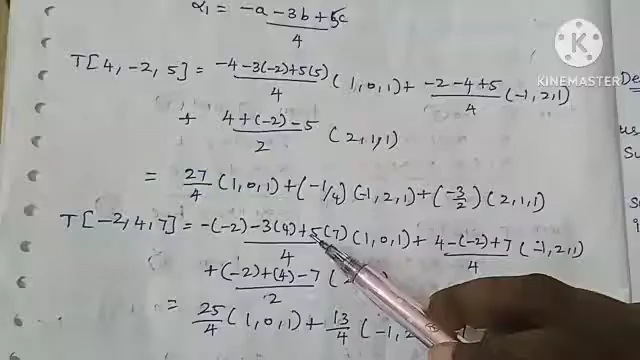 α₁ = (-a - 3b + 5c)/4
KINEMASTER
T[4, -2, 5] = (-4 - 3(-2) + 5(5))/4 (1, 0, 1) + (-2 - 4 + 5)/4 (-1, 2, 1)
+ (4 + (-2) - 5)/2 (2, 1, 1)
= 27/4 (1, 0, 1) + (-1/4) (-1, 2, 1) + (-3/2) (2, 1, 1)
T[-2, 4, 7] = (-(-2) - 3(4) + 5(7))/4 (1, 0, 1) + (4 - (-2) + 7)/4 (-1, 2, 1)
+ ((-2) + (4) - 7)/2 (
= 25/4 (1, 0, 1) + 13/4 (-1, 2
De
us
Su